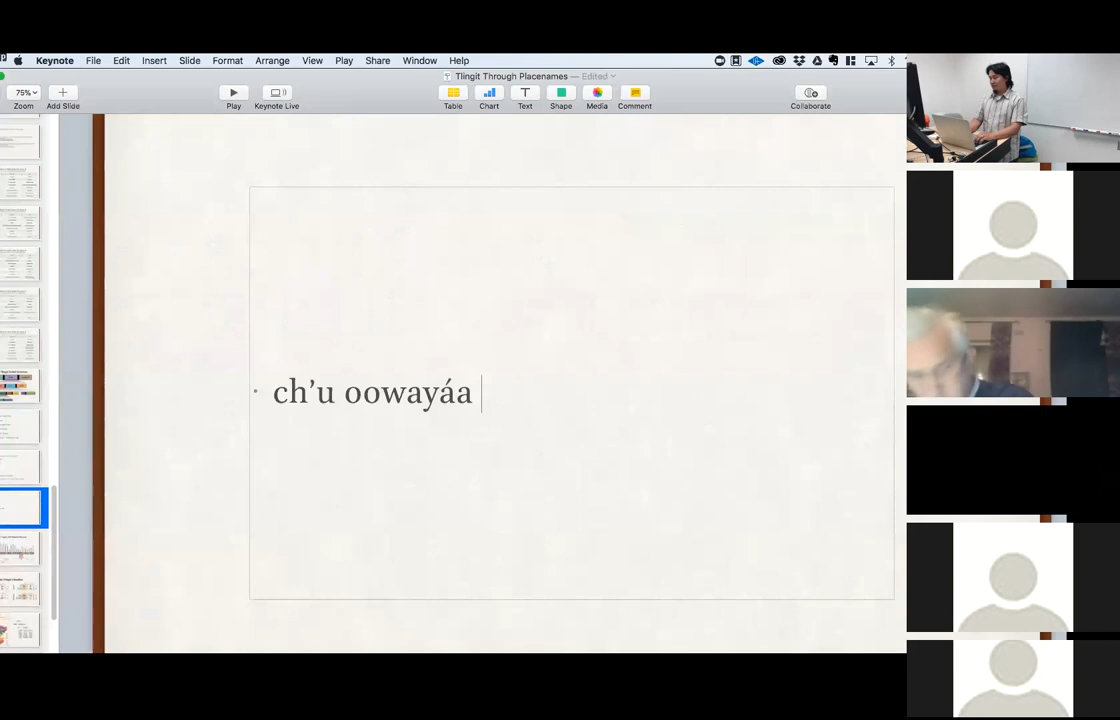 Keynote File Edit Insert Slide Format Arrange View Play Share Window Help
Tlingit Through Placenames — Edited
75%
Zoom Add Slide Play Keynote Live Table Chart Text Shape Media Comment Collaborate
• ch’u oowayáa